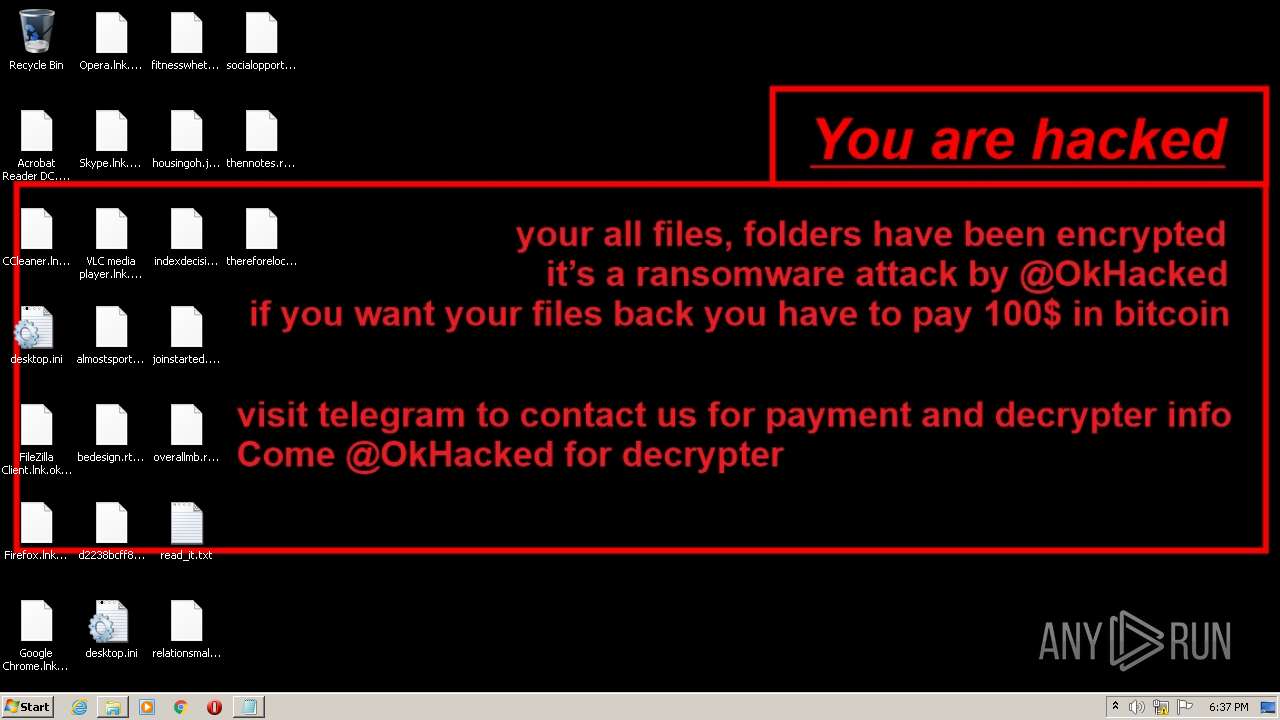 Recycle Bin
Opera.lnk....
fitnesswhet...
socialopport...
Acrobat
Reader DC....
Skype.lnk....
housingoh.j...
thennotes.r...
CCleaner.ln...
VLC media
player.lnk....
indexdecisi...
thereforeloc...
desktop.ini
almostsport...
joinstarted....
FileZilla
Client.lnk.ok...
bedesign.rt...
overallmb.r...
Firefox.lnk...
d2238bcff8...
read_it.txt
Google
Chrome.lnk...
desktop.ini
relationsmal...
You are hacked
your all files, folders have been encrypted
it’s a ransomware attack by @OkHacked
if you want your files back you have to pay 100$ in bitcoin
visit telegram to contact us for payment and decrypter info
Come @OkHacked for decrypter
ANY RUN
Start
6:37 PM